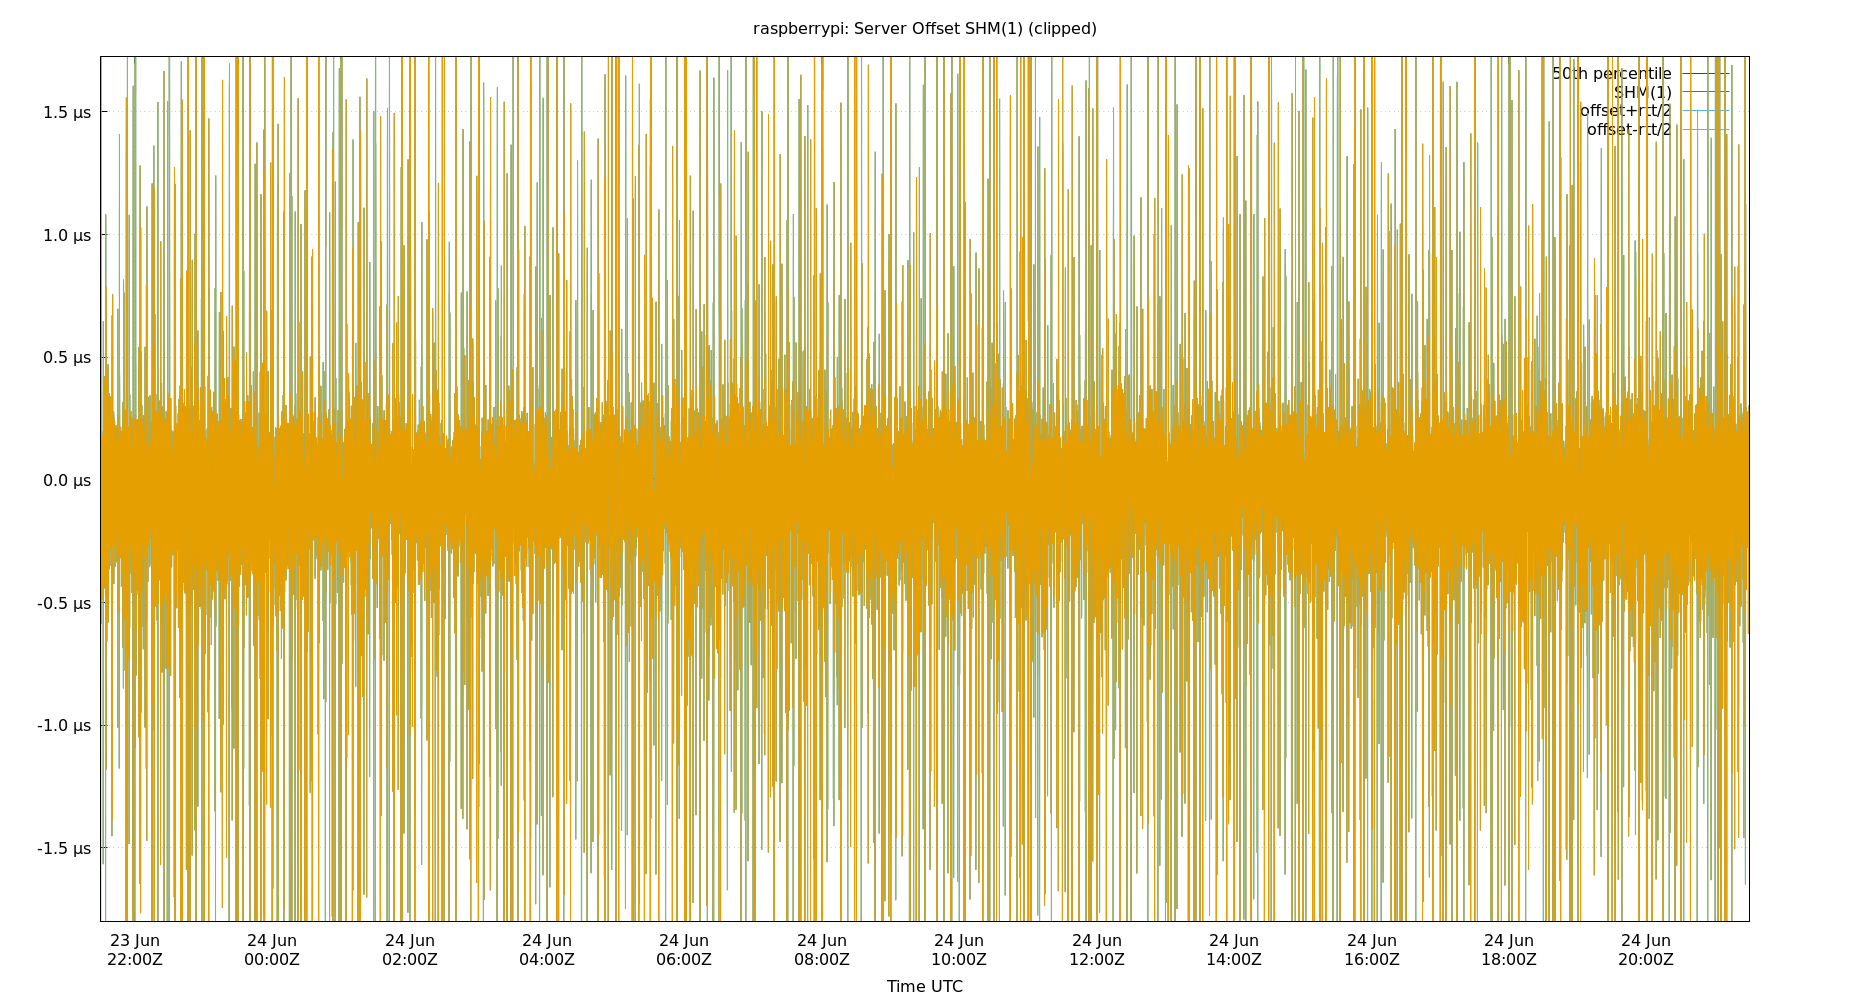 raspberrypi: Server Offset SHM(1) (clipped)
50th percentile
SHM(1)
offset+rtt/2
offset-rtt/2
1.5 µs
1.0 µs
0.5 µs
0.0 µs
-0.5 µs
-1.0 µs
-1.5 µs
23 Jun 24 Jun 24 Jun 24 Jun 24 Jun 24 Jun 24 Jun 24 Jun 24 Jun 24 Jun 24 Jun 24 Jun
22:00Z 00:00Z 02:00Z 04:00Z 06:00Z 08:00Z 10:00Z 12:00Z 14:00Z 16:00Z 18:00Z 20:00Z
Time UTC